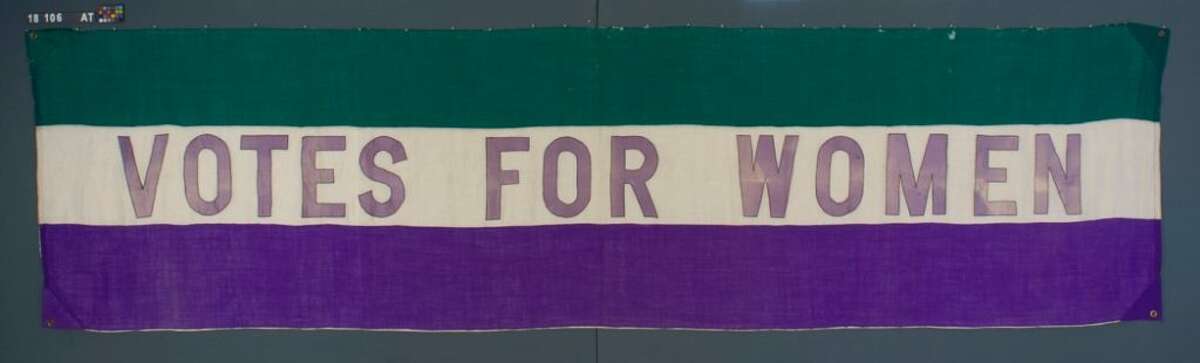 18 106 AT
VOTES FOR WOMEN